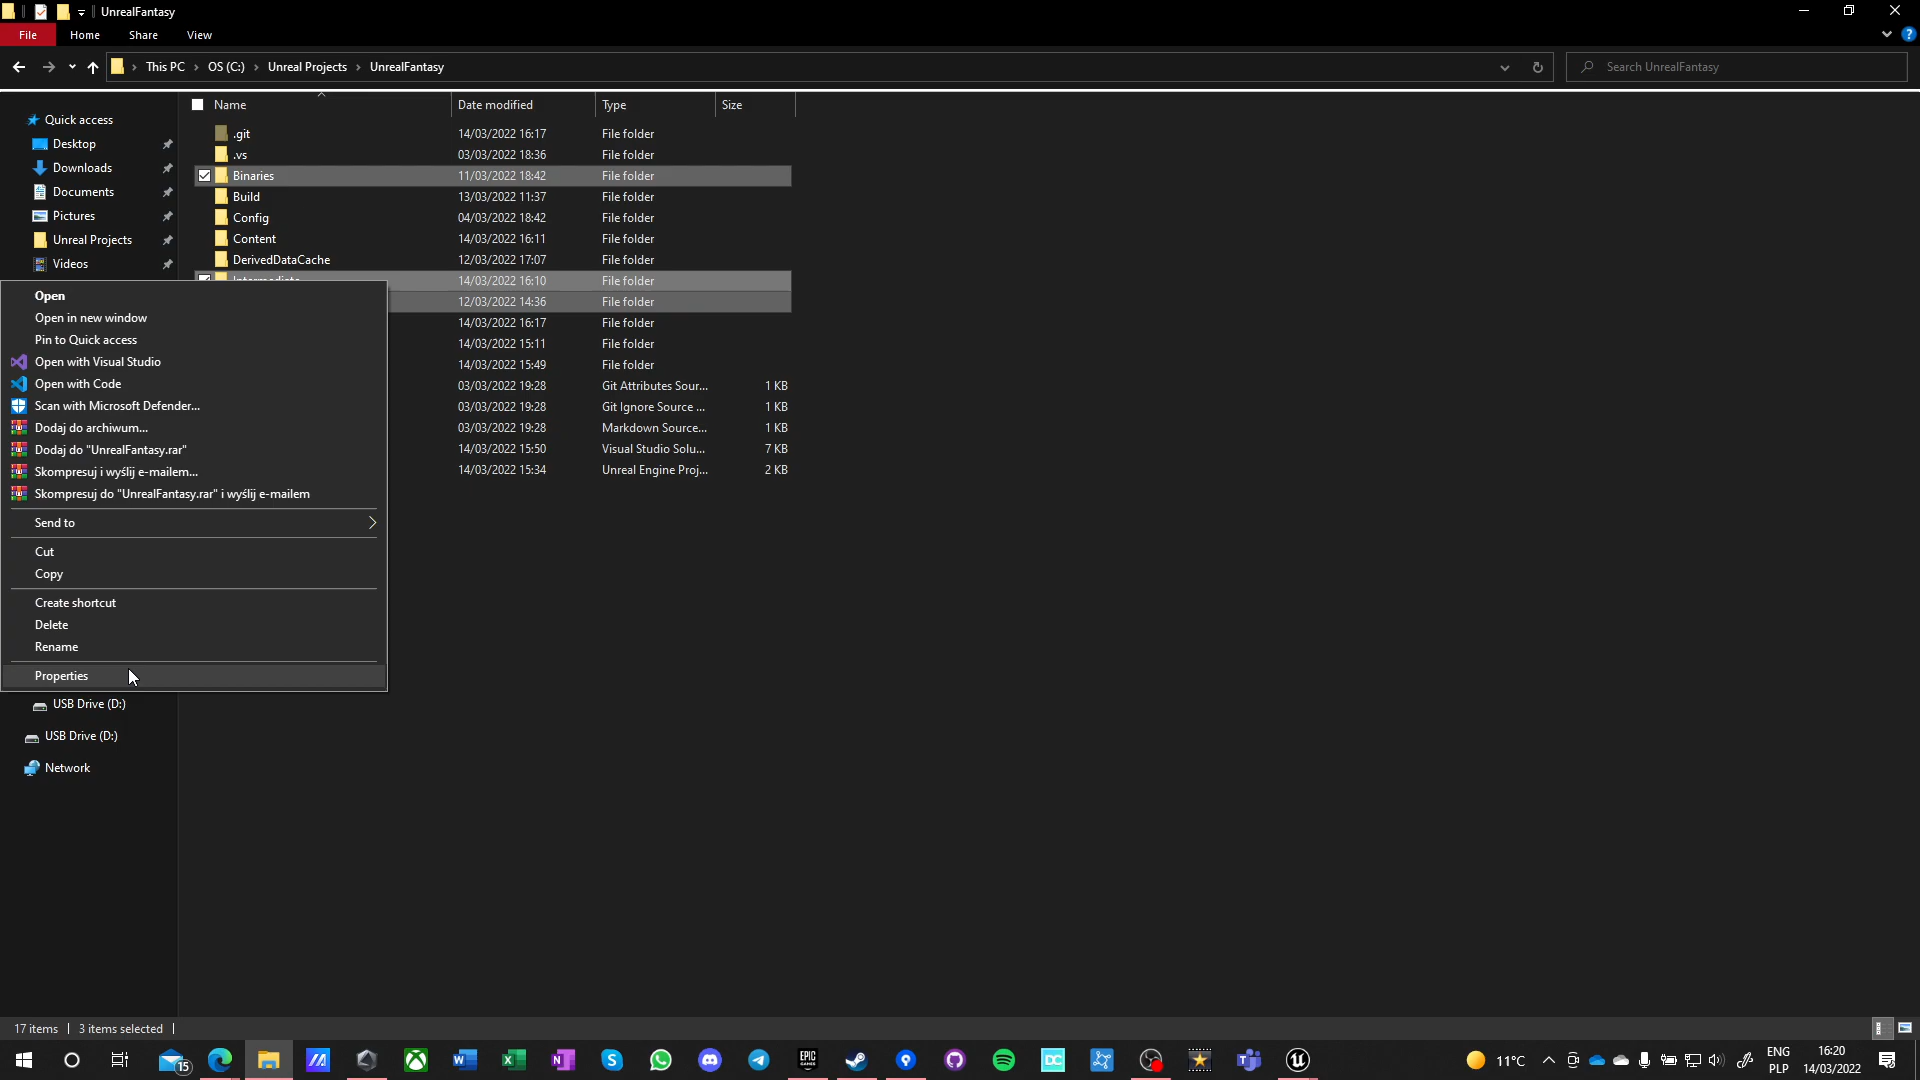 UnrealFantasy
File Home Share View
This PC OS (C:) Unreal Projects UnrealFantasy
Search UnrealFantasy
Name Date modified Type Size
Quick access
Desktop
Downloads
Documents
Pictures
Unreal Projects
Videos
.git 14/03/2022 16:17 File folder
.vs 03/03/2022 18:36 File folder
Binaries 11/03/2022 18:42 File folder
Build 13/03/2022 11:37 File folder
Config 04/03/2022 18:42 File folder
Content 14/03/2022 16:11 File folder
DerivedDataCache 12/03/2022 17:07 File folder
Intermediate 14/03/2022 16:10 File folder
12/03/2022 14:36 File folder
14/03/2022 16:17 File folder
14/03/2022 15:11 File folder
14/03/2022 15:49 File folder
03/03/2022 19:28 Git Attributes Sour... 1 KB
03/03/2022 19:28 Git Ignore Source ... 1 KB
03/03/2022 19:28 Markdown Source... 1 KB
14/03/2022 15:50 Visual Studio Solu... 7 KB
14/03/2022 15:34 Unreal Engine Proj... 2 KB
Open
Open in new window
Pin to Quick access
Open with Visual Studio
Open with Code
Scan with Microsoft Defender...
Dodaj do archiwum...
Dodaj do "UnrealFantasy.rar"
Skompresuj i wyślij e-mailem...
Skompresuj do "UnrealFantasy.rar" i wyślij e-mailem
Send to
Cut
Copy
Create shortcut
Delete
Rename
Properties
USB Drive (D:)
USB Drive (D:)
Network
17 items 3 items selected
15
EPIC GAMES
DC
11°C
ENG
PLP
16:20
14/03/2022